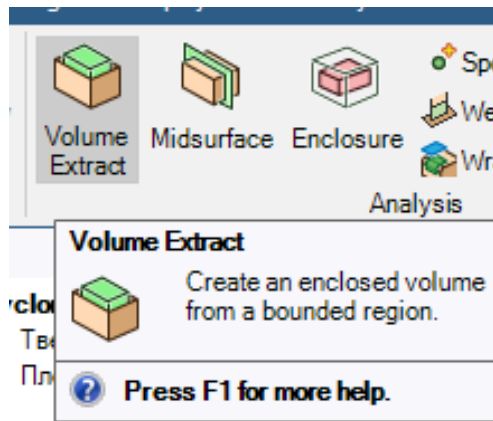 Volume
Extract
Midsurface
Enclosure
Analysis
Volume Extract
Create an enclosed volume
from a bounded region.
Press F1 for more help.